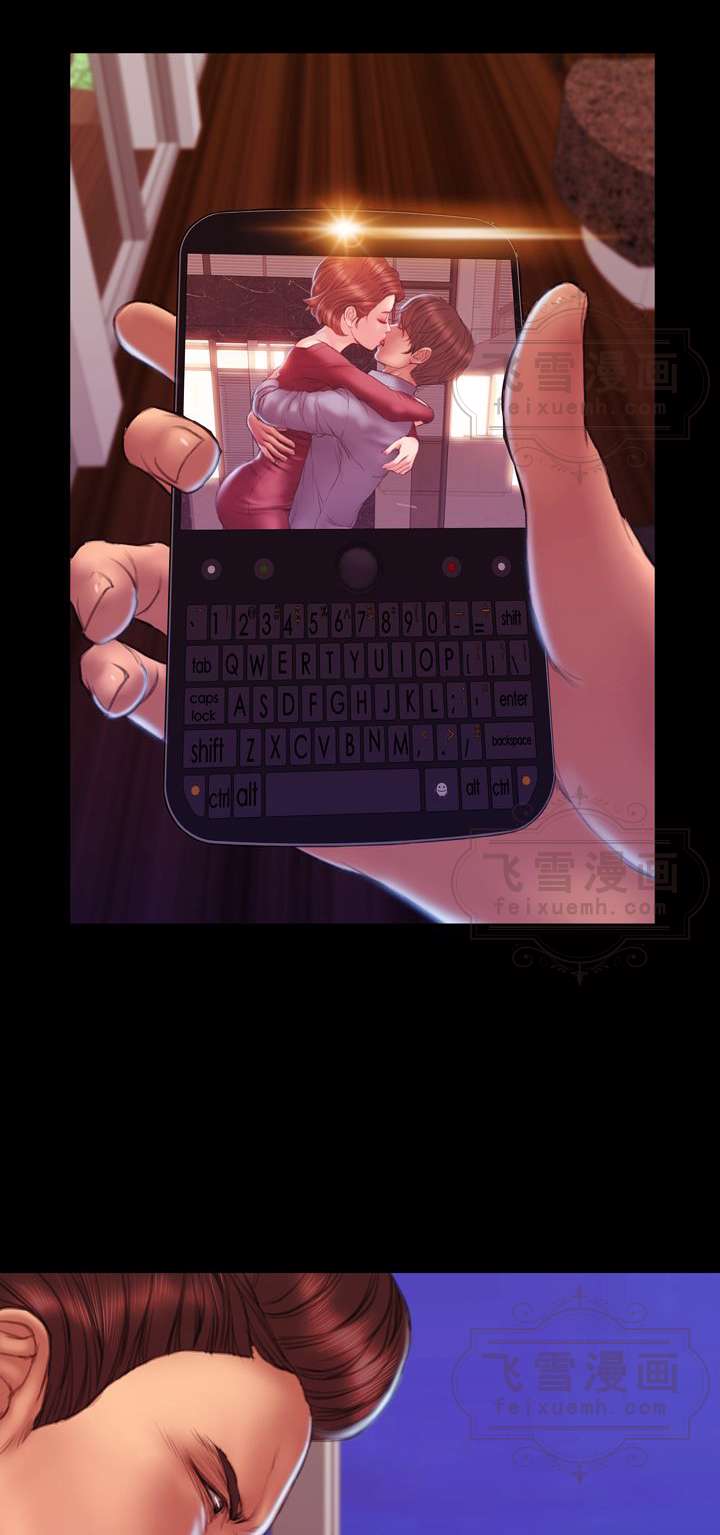 飞雪漫画
feixuemh.com
1 2 3 4 5 6 7 8 9 0 - = shift
fab Q W E R T Y U I O P [ ] \
caps lock A S D F G H J K L ; ' enter
shift Z X C V B N M , . / backspace
ctrl alt alt ctrl
飞雪漫画
feixuemh.com
飞雪漫画
feixuemh.com